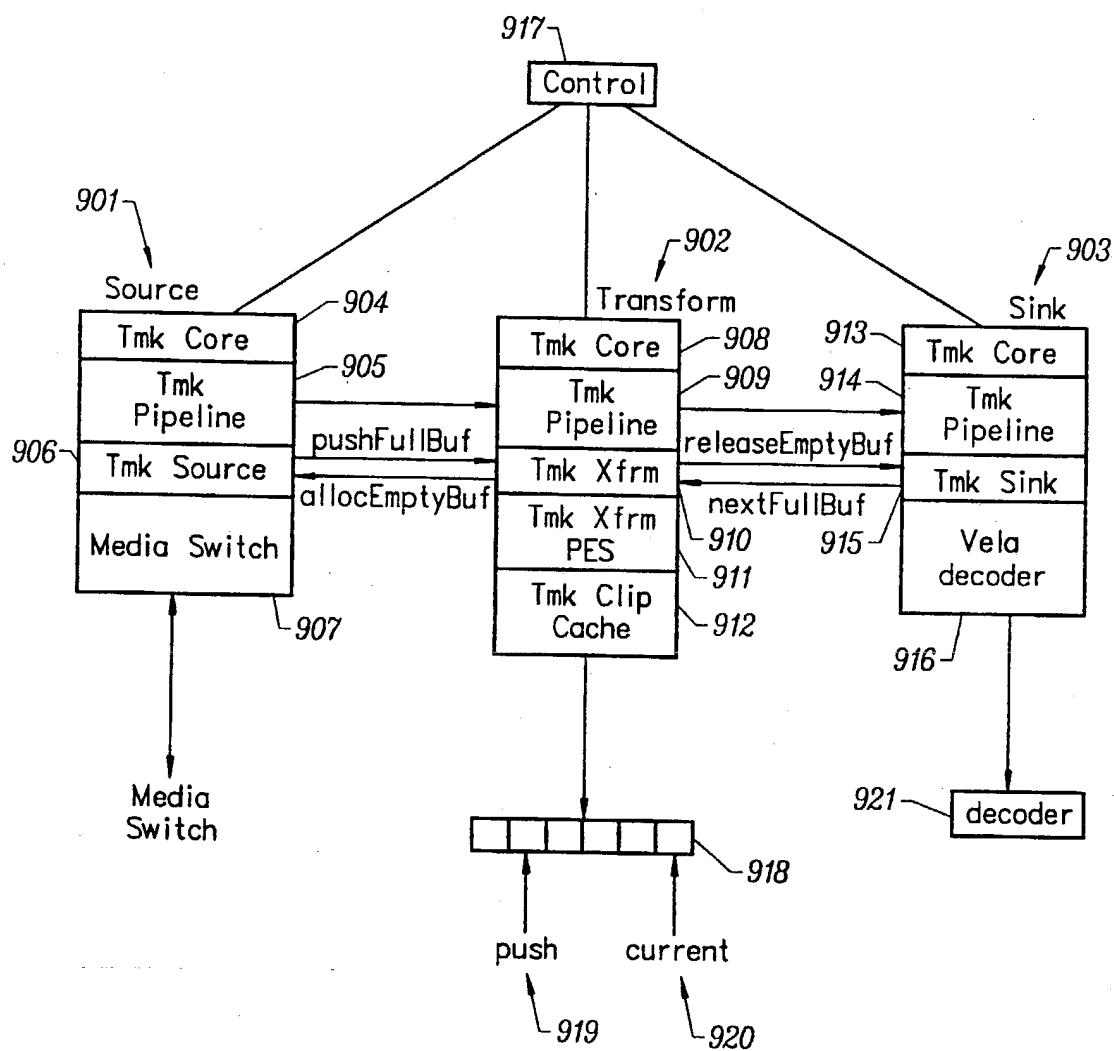 917
Control
901
Source
904
Tmk Core
905
Tmk
Pipeline
906
Tmk Source
Media Switch
907
Media
Switch
pushFullBuf
allocEmptyBuf
902
Transform
908
Tmk Core
909
Tmk
Pipeline
Tmk Xfrm
910
Tmk Xfrm
PES
911
Tmk Clip
Cache
912
releaseEmptyBuf
nextFullBuf
903
Sink
913
Tmk Core
914
Tmk
Pipeline
Tmk Sink
915
Vela
decoder
916
921
decoder
918
push
current
919
920